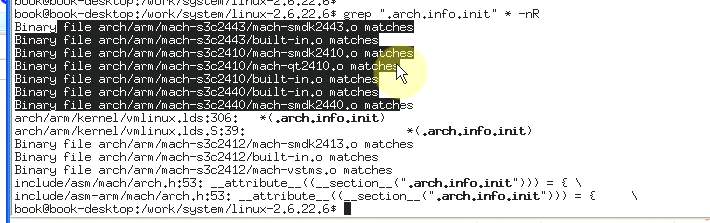 book@book-desktop:/work/system/linux-2.6.22.6$
book@book-desktop:/work/system/linux-2.6.22.6$ grep ".arch.info.init" * -nR
Binary file arch/arm/mach-s3c2443/mach-smdk2443.o matches
Binary file arch/arm/mach-s3c2443/built-in.o matches
Binary file arch/arm/mach-s3c2410/mach-smdk2410.o matches
Binary file arch/arm/mach-s3c2410/mach-qt2410.o matches
Binary file arch/arm/mach-s3c2410/built-in.o matches
Binary file arch/arm/mach-s3c2440/built-in.o matches
Binary file arch/arm/mach-s3c2440/mach-smdk2440.o matches
arch/arm/kernel/vmlinux.lds:306:   *(.arch.info.init)
arch/arm/kernel/vmlinux.lds.S:39:                        *(.arch.info.init)
Binary file arch/arm/mach-s3c2412/mach-smdk2413.o matches
Binary file arch/arm/mach-s3c2412/built-in.o matches
Binary file arch/arm/mach-s3c2412/mach-vstms.o matches
include/asm/mach/arch.h:53: __attribute__((__section__(".arch.info.init"))) = { \
include/asm-arm/mach/arch.h:53: __attribute__((__section__(".arch.info.init"))) = {     \
book@book-desktop:/work/system/linux-2.6.22.6$